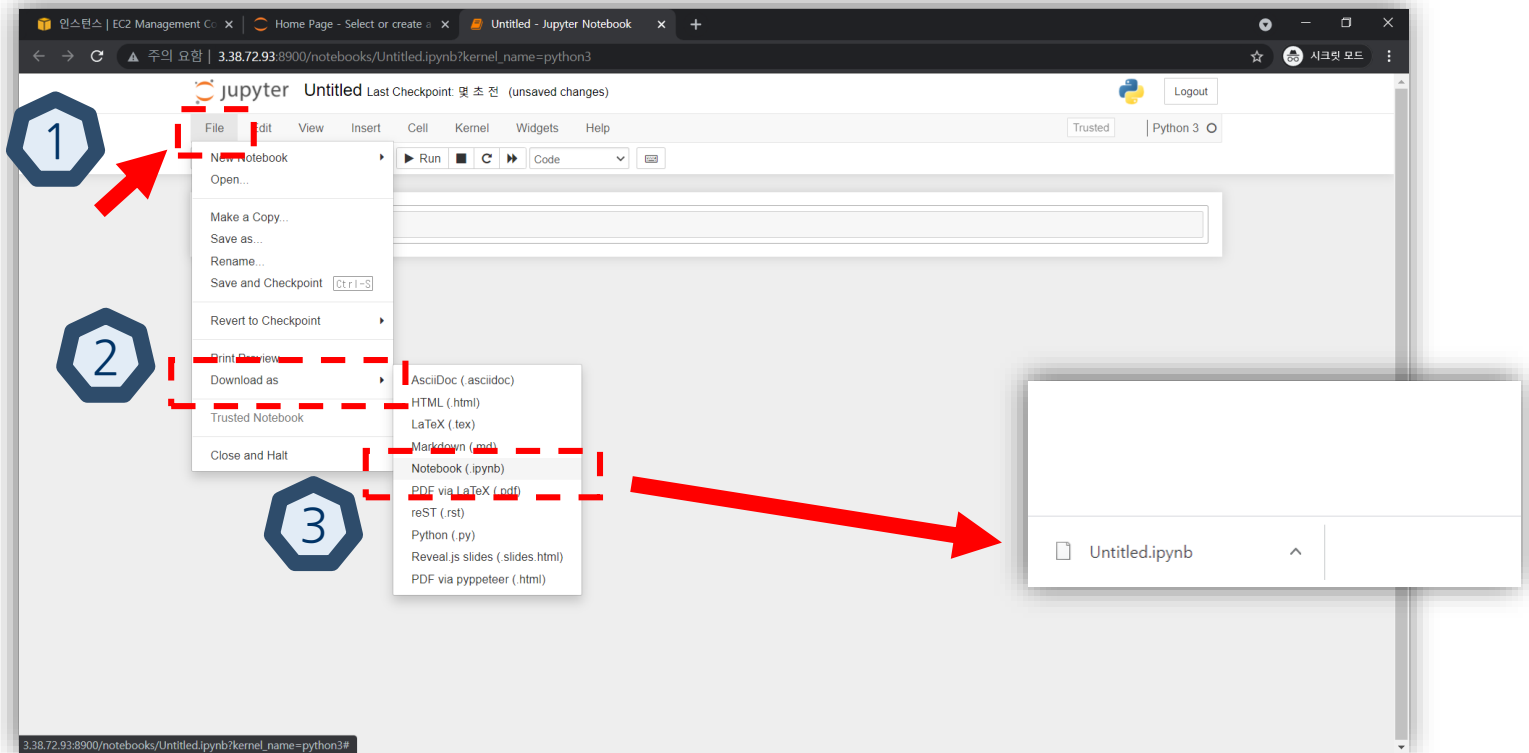 인스턴스 | EC2 Management Co
Home Page - Select or create a
Untitled - Jupyter Notebook
주의 요함 | 3.38.72.93:8900/notebooks/Untitled.ipynb?kernel_name=python3
시크릿 모드
jupyter Untitled Last Checkpoint: 몇 초 전 (unsaved changes)
Logout
1
File Edit View Insert Cell Kernel Widgets Help
Trusted
Python 3
New Notebook
Run
Code
Open...
Make a Copy...
Save as...
Rename...
Save and Checkpoint Ctrl-S
Revert to Checkpoint
2
Print Preview
Download as
Trusted Notebook
Close and Halt
AsciiDoc (.asciidoc)
HTML (.html)
LaTeX (.tex)
Markdown (.md)
Notebook (.ipynb)
PDF via LaTeX (.pdf)
reST (.rst)
Python (.py)
Reveal.js slides (.slides.html)
PDF via pyppeteer (.html)
3
Untitled.ipynb
3.38.72.93:8900/notebooks/Untitled.ipynb?kernel_name=python3#